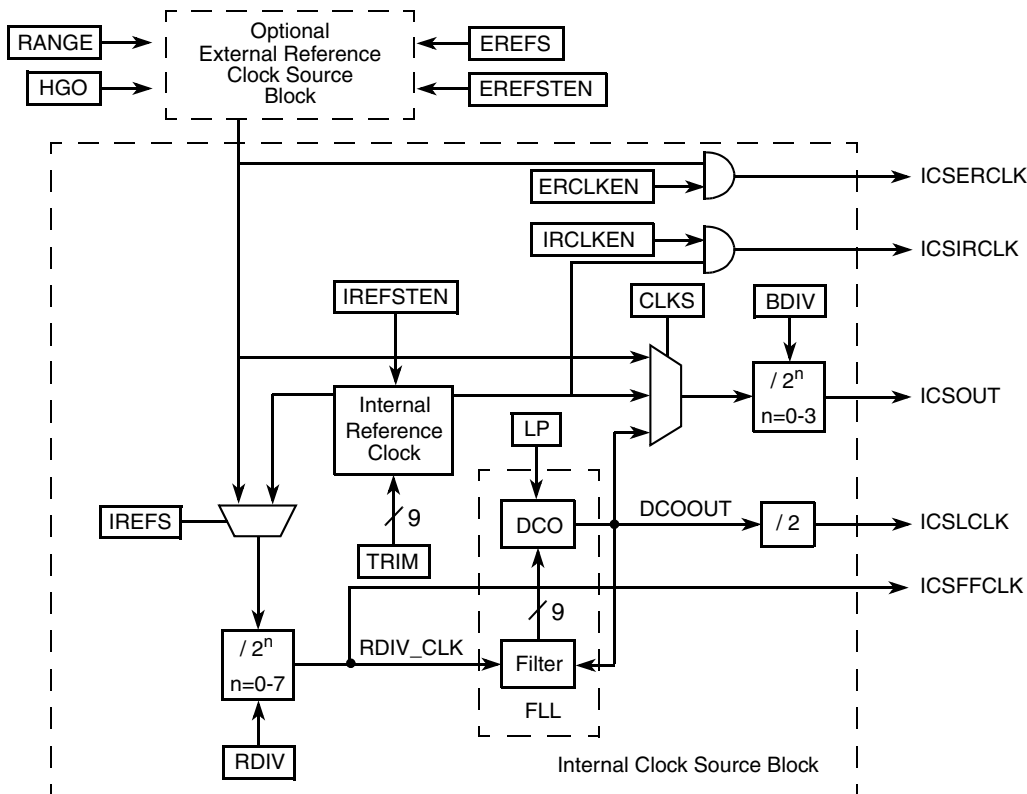 RANGE
HGO
Optional
External Reference
Clock Source
Block
EREFS
EREFSTEN
ERCLKEN
ICSERCLK
IRCLKEN
ICSIRCLK
IREFSTEN
CLKS
BDIV
Internal
Reference
Clock
/ 2n
n=0-3
ICSOUT
LP
IREFS
9
TRIM
DCO
DCOOUT
/ 2
ICSLCLK
ICSFFCLK
9
/ 2n
n=0-7
RDIV_CLK
Filter
FLL
RDIV
Internal Clock Source Block